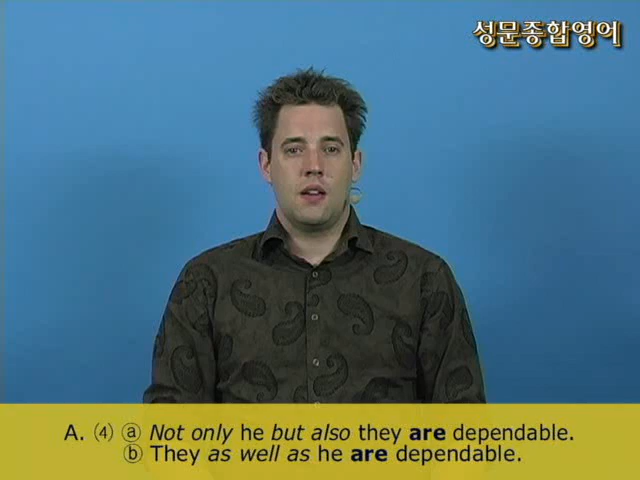 성문종합영어
A. ⑷ ⓐ Not only he but also they are dependable.
ⓑ They as well as he are dependable.